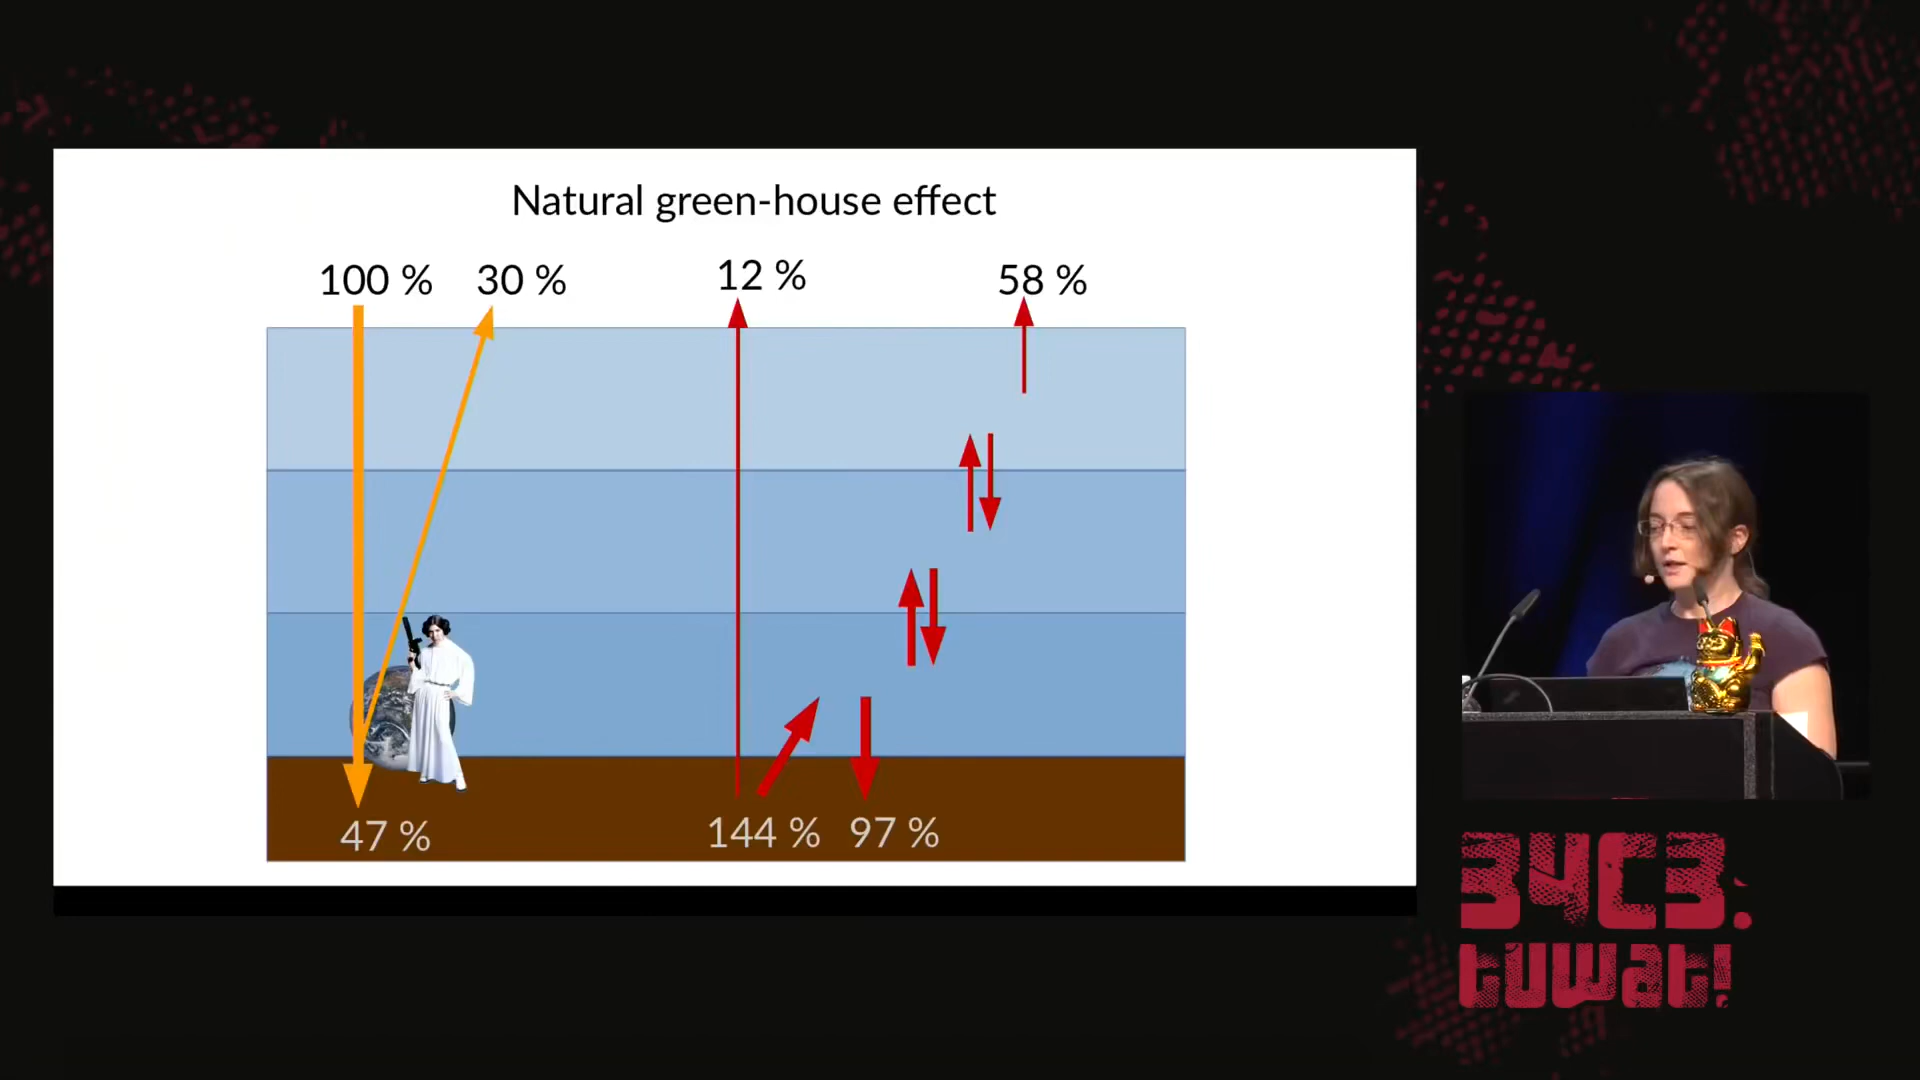 Natural green-house effect
100 %
30 %
12 %
58 %
47 %
144 %
97 %
34C3.
tuwat!